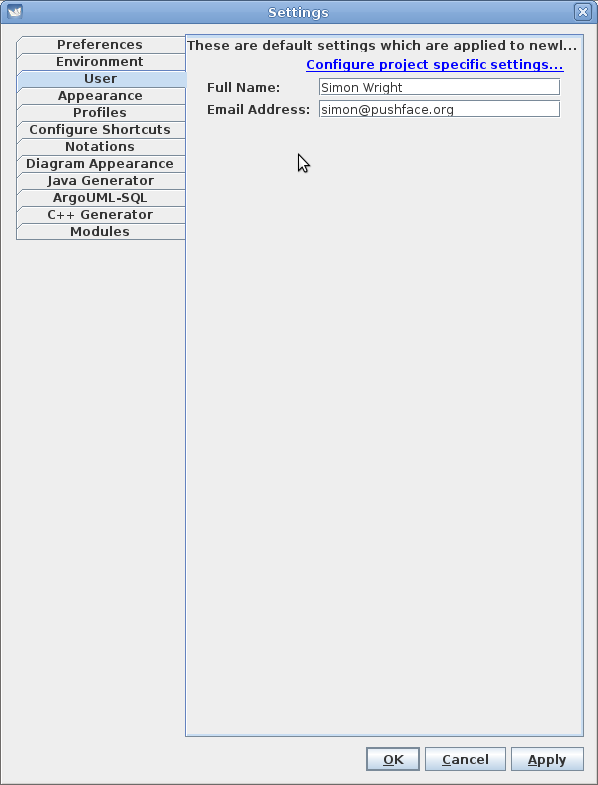 Settings
Preferences
Environment
User
Appearance
Profiles
Configure Shortcuts
Notations
Diagram Appearance
Java Generator
ArgoUML-SQL
C++ Generator
Modules
These are default settings which are applied to newl...
Configure project specific settings...
Full Name: Simon Wright
Email Address: simon@pushface.org
OK Cancel Apply